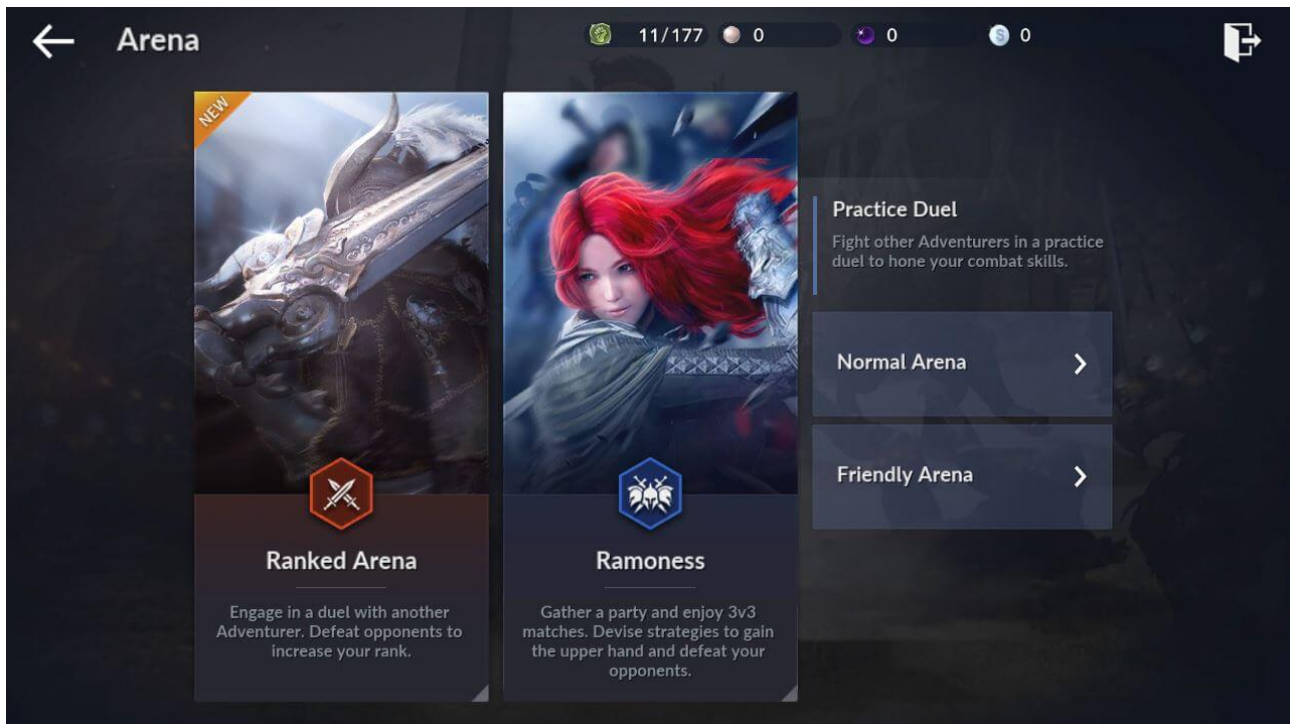 Arena
11/177
0
0
S 0
NEW
Ranked Arena
Engage in a duel with another
Adventurer. Defeat opponents to
increase your rank.
Ramoness
Gather a party and enjoy 3v3
matches. Devise strategies to gain
the upper hand and defeat your
opponents.
Practice Duel
Fight other Adventurers in a practice
duel to hone your combat skills.
Normal Arena
Friendly Arena